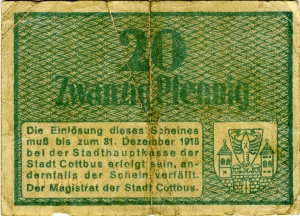 20
Zwanzig Pfennig
Die Einlösung dieses Scheines
muß bis zum 31. Dezember 1918
bei der Stadthauptkasse der
Stadt Cottbus erfolgt sein, an-
dernfalls der Schein verfällt.
Der Magistrat der Stadt Cottbus.